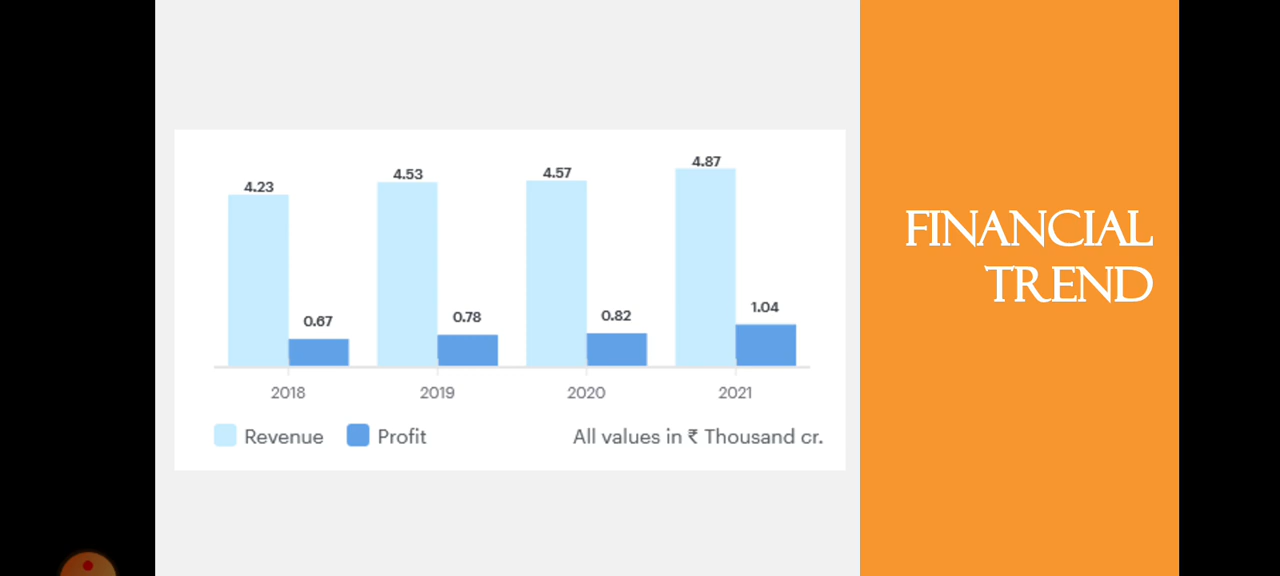 4.23
4.53
4.57
4.87
0.67
0.78
0.82
1.04
2018
2019
2020
2021
Revenue
Profit
All values in ₹ Thousand cr.
FINANCIAL
TREND